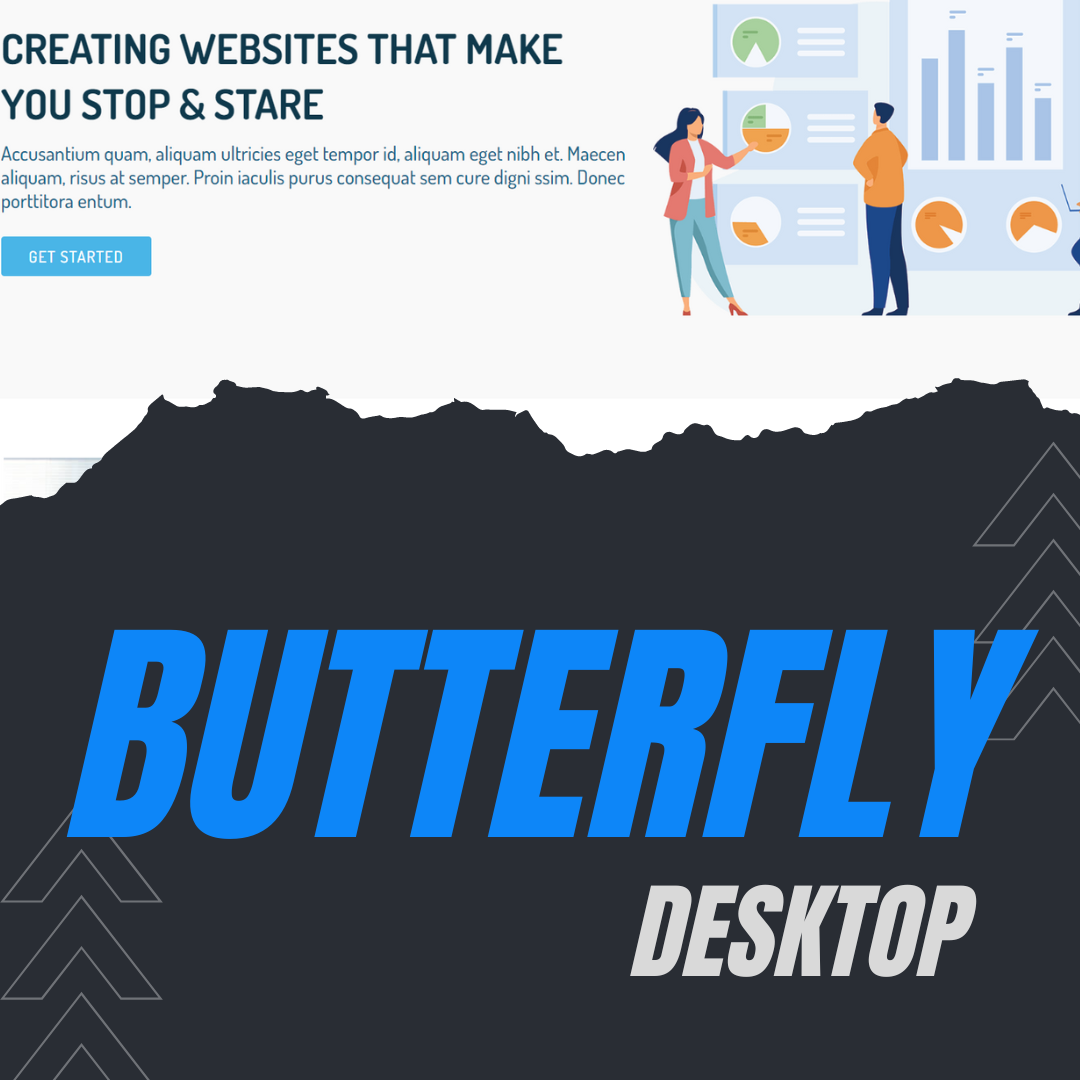 CREATING WEBSITES THAT MAKE
YOU STOP & STARE
Accusantium quam, aliquam ultricies eget tempor id, aliquam eget nibh et. Maecen
aliquam, risus at semper. Proin iaculis purus consequat sem cure digni ssim. Donec
porttitora entum.
GET STARTED
BUTTERFLY
DESKTOP